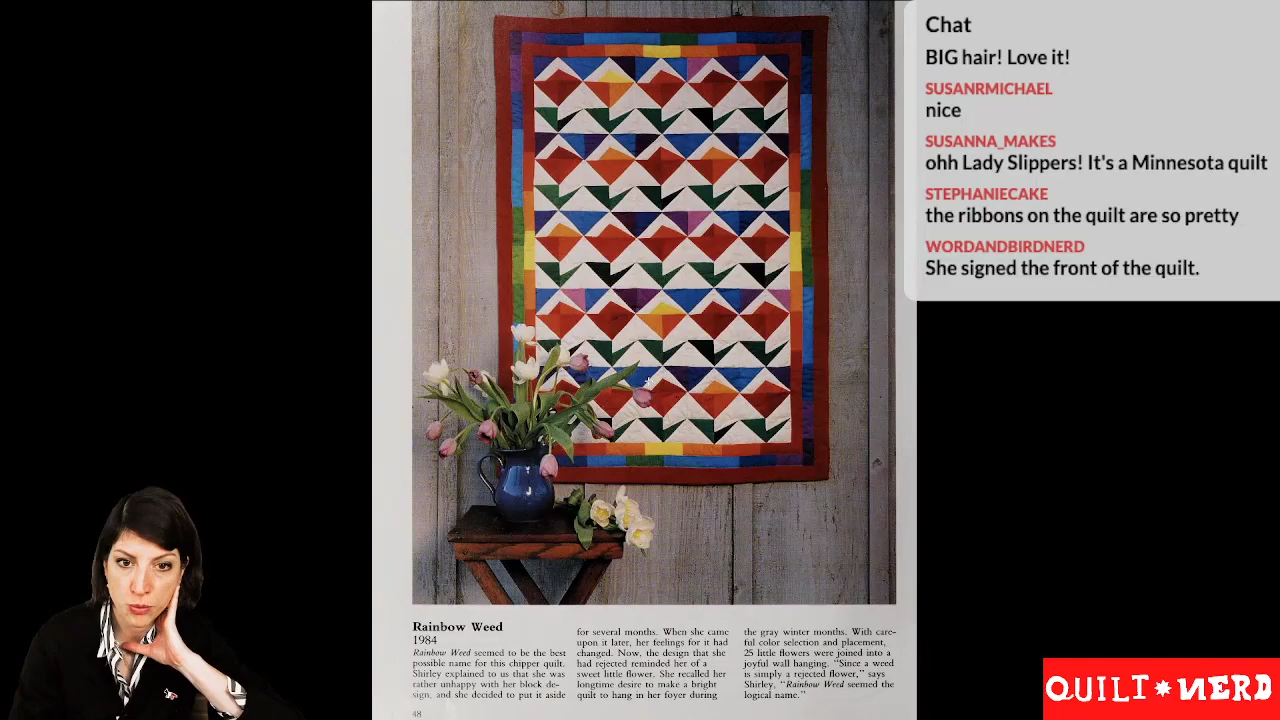 Chat
BIG hair! Love it!
SUSANRMICHAEL
nice
SUSANNA_MAKES
ohh Lady Slippers! It's a Minnesota quilt
STEPHANIECAKE
the ribbons on the quilt are so pretty
WORDANDBIRDNERD
She signed the front of the quilt.
Rainbow Weed
1984
Rainbow Weed seemed to be the best
possible name for this chipper quilt.
Shirley explained to us that she was
rather unhappy with her block de-
sign, and she decided to put it aside
for several months. When she came
upon it later, her feelings for it had
changed. Now, the design that she
had rejected reminded her of a
sweet little flower. She recalled her
longtime desire to make a bright
quilt to hang in her foyer during
the gray winter months. With care-
ful color selection and placement,
25 little flowers were joined into a
joyful wall hanging. "Since a weed
is simply a rejected flower," says
Shirley, "Rainbow Weed seemed the
logical name."
48
QUILT NERD